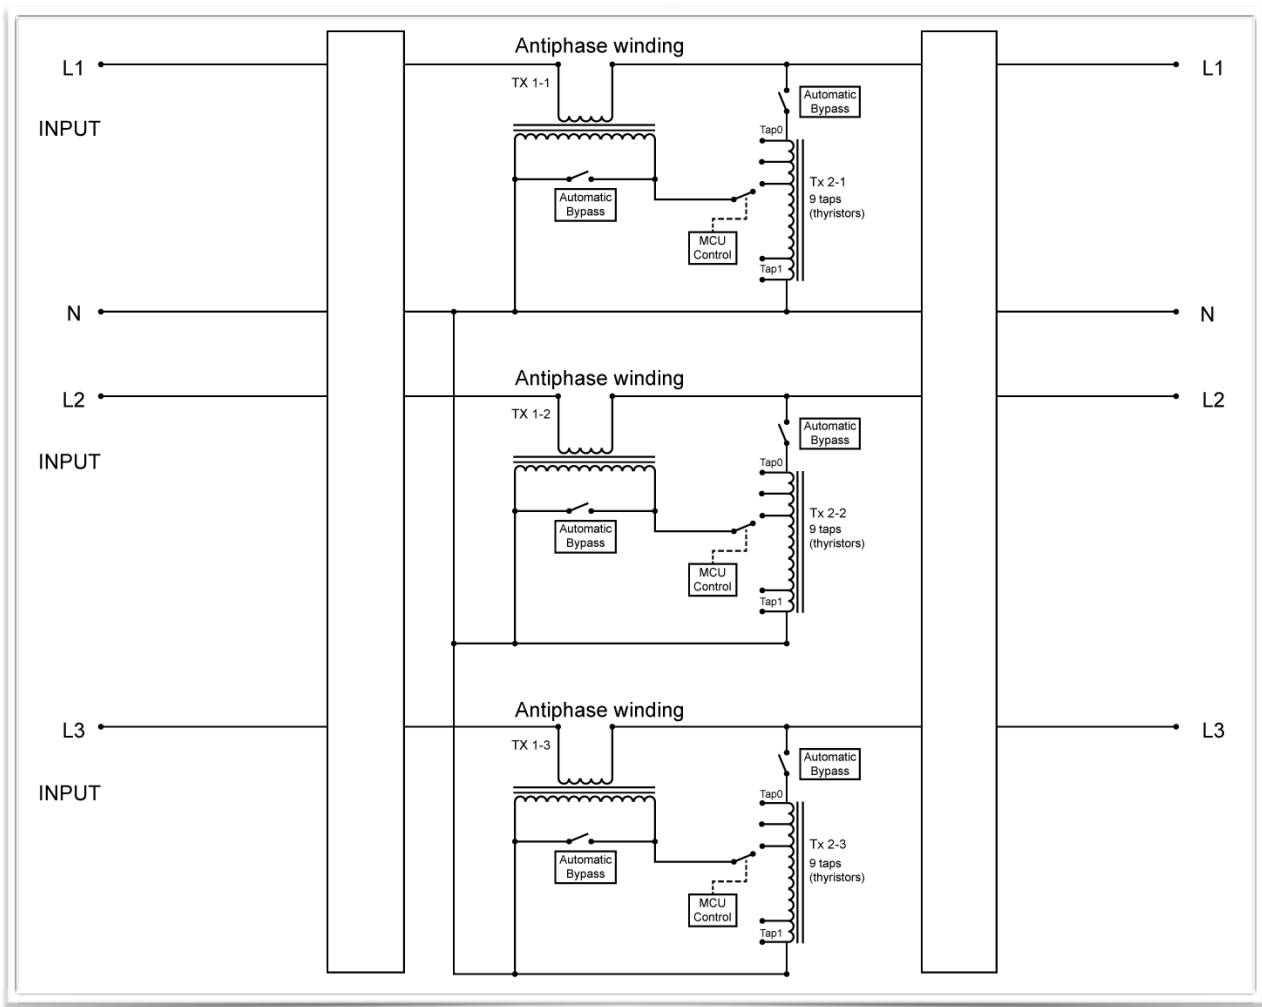 Antiphase winding
L1
TX 1-1
Automatic
Bypass
L1
INPUT
Tap0
Tx 2-1
9 taps
(thyristors)
Automatic
Bypass
MCU
Control
Tap1
N
N
Antiphase winding
L2
TX 1-2
Automatic
Bypass
L2
INPUT
Tap0
Tx 2-2
9 taps
(thyristors)
Automatic
Bypass
MCU
Control
Tap1
Antiphase winding
L3
TX 1-3
Automatic
Bypass
L3
INPUT
Tap0
Tx 2-3
9 taps
(thyristors)
Automatic
Bypass
MCU
Control
Tap1